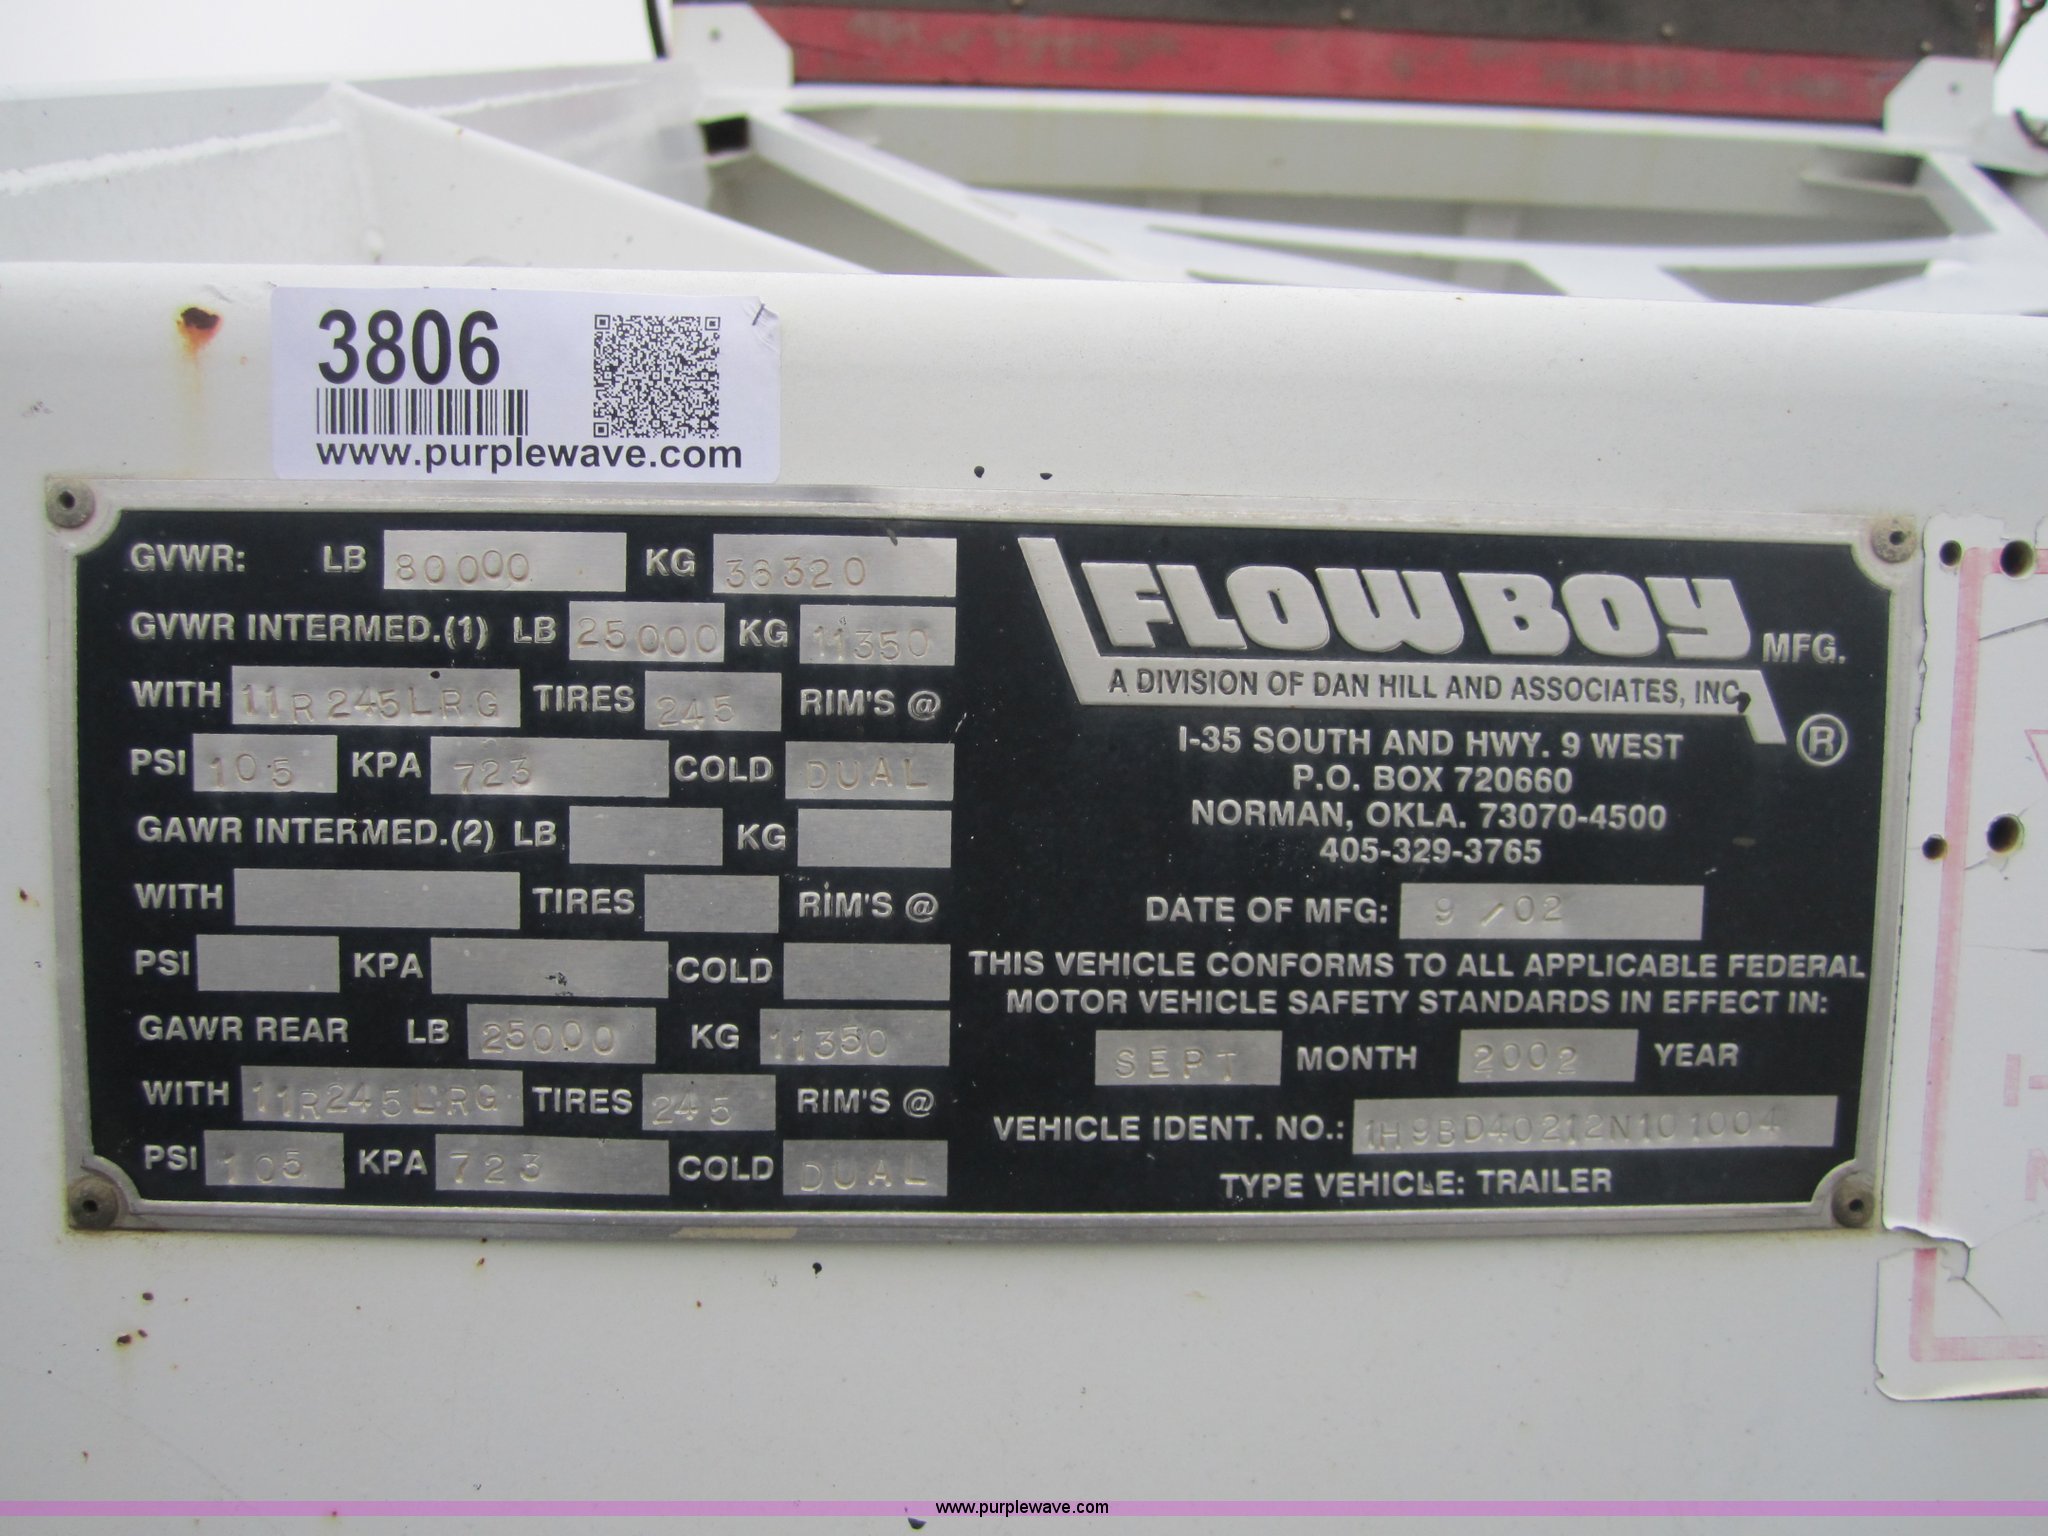 3806
www.purplewave.com
GVWR: LB 80000 KG 36320
GVWR INTERMED.(1) LB 25000 KG 11350
WITH 11R245LRG TIRES 245 RIM'S @
PSI 105 KPA 723 COLD DUAL
GAWR INTERMED.(2) LB KG
WITH TIRES RIM'S @
PSI KPA COLD
GAWR REAR LB 25000 KG 11350
WITH 11R245LRG TIRES 245 RIM'S @
PSI 105 KPA 723 COLD DUAL
FLOW BOY MFG.
A DIVISION OF DAN HILL AND ASSOCIATES, INC.
®
I-35 SOUTH AND HWY. 9 WEST
P.O. BOX 720660
NORMAN, OKLA. 73070-4500
405-329-3765
DATE OF MFG: 9/02
THIS VEHICLE CONFORMS TO ALL APPLICABLE FEDERAL
MOTOR VEHICLE SAFETY STANDARDS IN EFFECT IN:
SEPT MONTH 2002 YEAR
VEHICLE IDENT. NO.: 1H9BD40212N101004
TYPE VEHICLE: TRAILER
www.purplewave.com